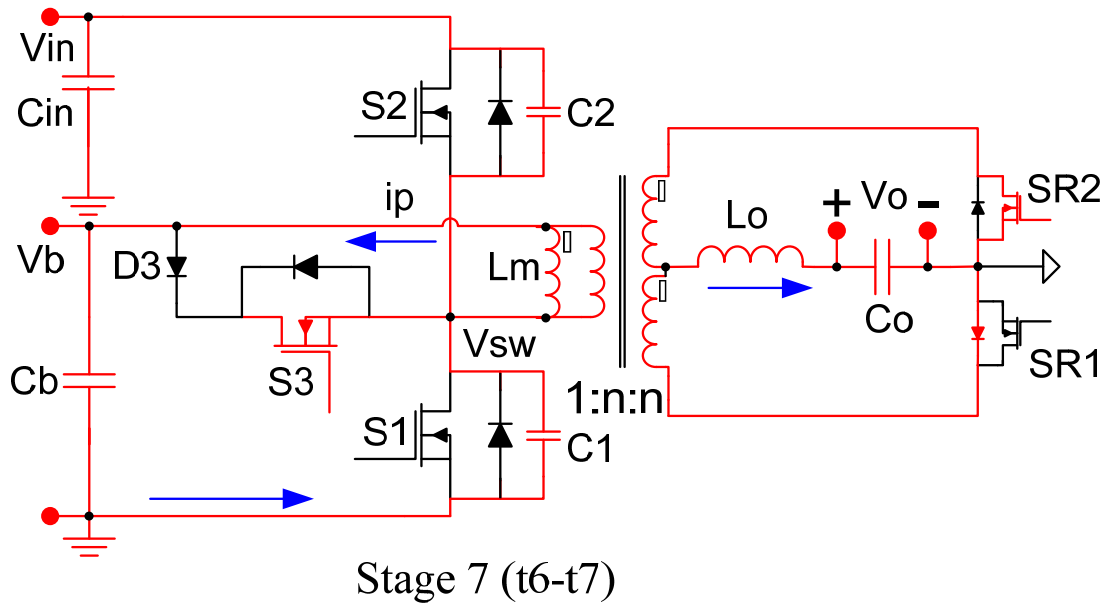 Vin
Cin
S2
C2
ip
Vb
D3
Lm
Lo
+ Vo -
SR2
Vsw
S3
Cb
Co
SR1
1:n:n
S1
C1
Stage 7 (t6-t7)